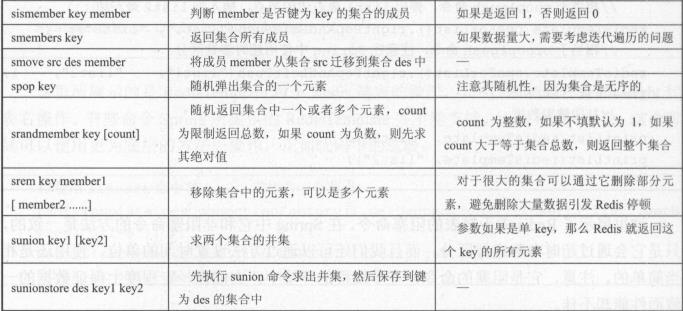 sismember key member
判断 member 是否键为 key 的集合的成员
如果是返回 1，否则返回 0
smembers key
返回集合所有成员
如果数据量大，需要考虑迭代遍历的问题
smove src des member
将成员 member 从集合 src 迁移到集合 des 中
—
spop key
随机弹出集合的一个元素
注意其随机性，因为集合是无序的
srandmember key [count]
随机返回集合中一个或者多个元素，count
为限制返回总数，如果 count 为负数，则先求
其绝对值
count 为整数，如果不填默认为 1，如果
count 大于等于集合总数，则返回整个集合
srem key member1
[ member2 ......]
移除集合中的元素，可以是多个元素
对于很大的集合可以通过它删除部分元
素，避免删除大量数据引发 Redis 停顿
sunion key1 [key2]
求两个集合的并集
参数如果是单 key，那么 Redis 就返回这
个 key 的所有元素
sunionstore des key1 key2
先执行 sunion 命令求出并集，然后保存到键
为 des 的集合中
—